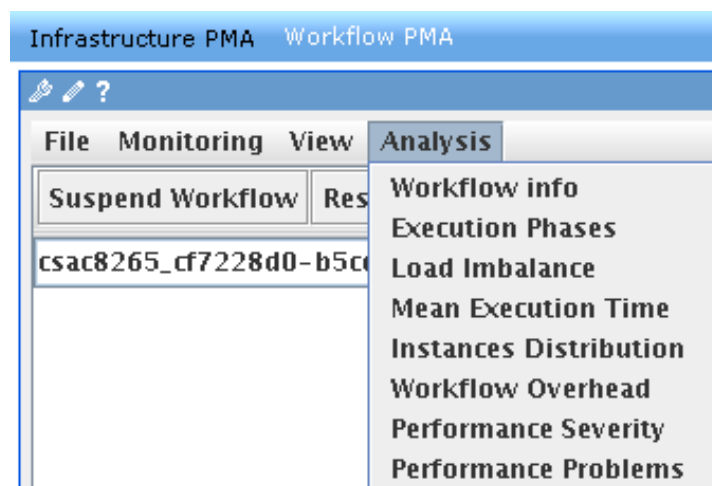 Infrastructure PMA Workflow PMA
?
File Monitoring View Analysis
Suspend Workflow
Workflow info
Execution Phases
Load Imbalance
Mean Execution Time
Instances Distribution
Workflow Overhead
Performance Severity
Performance Problems